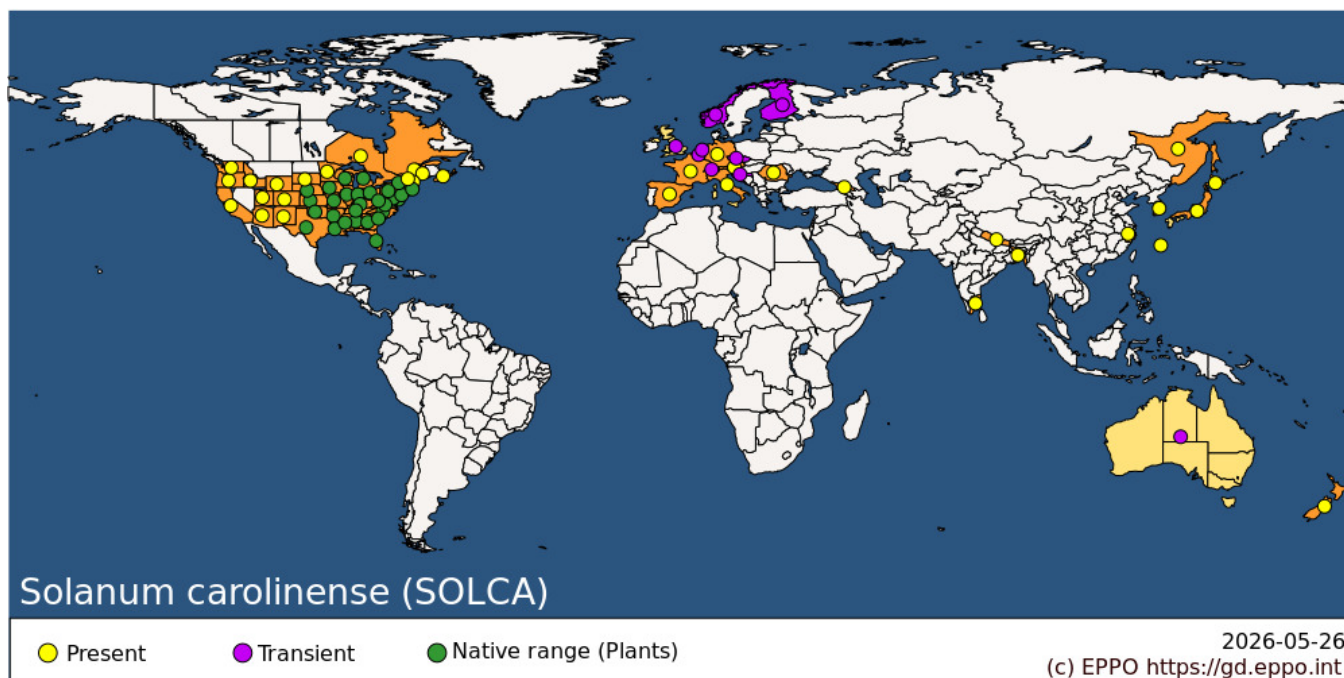 Solanum carolinense (SOLCA)
Present
Transient
Native range (Plants)
2026-05-26
(c) EPPO https://gd.eppo.int